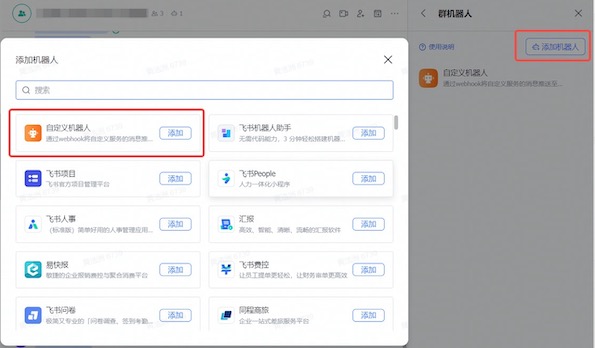 群机器人
使用说明
添加机器人
自定义机器人
通过webhook将自定义服务的消息推送至...
添加机器人
搜索
自定义机器人
通过webhook将自定义服务的消息推...
添加
飞书机器人助手
无需代码能力，3 分钟轻松搭建机器...
添加
飞书项目
飞书官方项目管理平台
添加
飞书People
人力一体化小程序
添加
飞书人事
（标准版）简单好用的人事管理应用...
添加
汇报
高效、智能、清晰、流畅的汇报软件
添加
易快报
敏捷的企业报销费控与聚合消费平台
添加
飞书费控
让员工提单更轻松，让财务审单更高效
添加
飞书问卷
极简又专业的「问卷调查、签到考勤...
添加
同程商旅
企业一站式差旅服务平台
添加